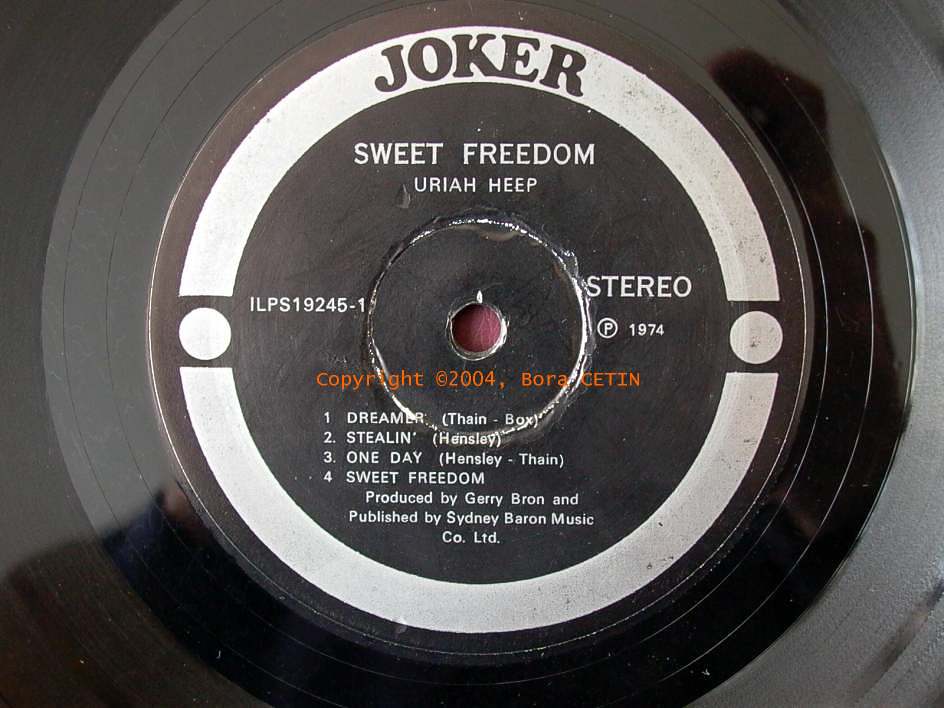 JOKER
SWEET FREEDOM
URIAH HEEP
ILPS19245-1
STEREO
Ⓟ 1974
Copyright ©2004, Bora CETIN
1 DREAMER (Thain - Box)
2. STEALIN' (Hensley)
3. ONE DAY (Hensley - Thain)
4 SWEET FREEDOM
Produced by Gerry Bron and
Published by Sydney Baron Music
Co. Ltd.